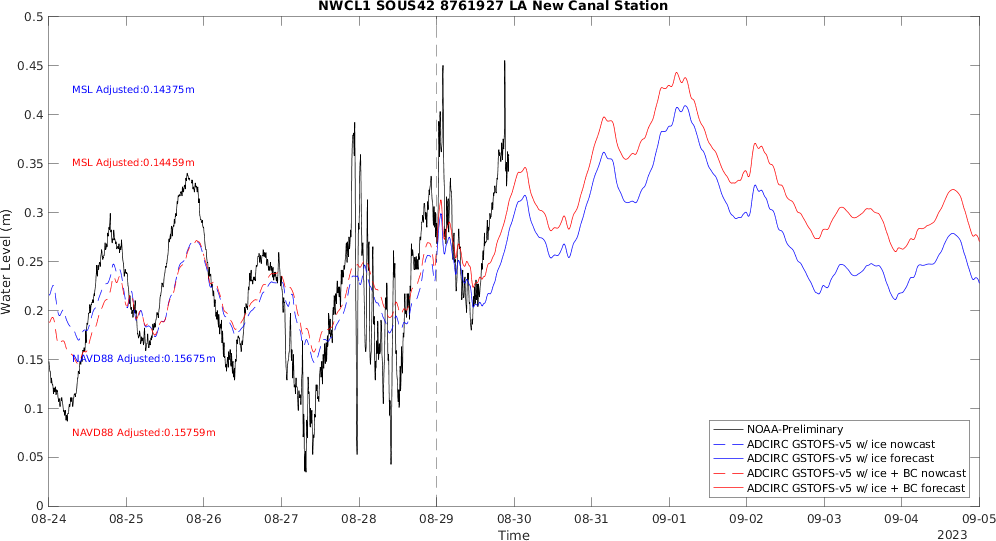 NWCL1 SOUS42 8761927 LA New Canal Station
Water Level (m)
0.5
0.45
0.4
0.35
0.3
0.25
0.2
0.15
0.1
0.05
0
MSL Adjusted:0.14375m
MSL Adjusted:0.14459m
NAVD88 Adjusted:0.15675m
NAVD88 Adjusted:0.15759m
NOAA-Preliminary
ADCIRC GSTOFS-v5 w/ ice nowcast
ADCIRC GSTOFS-v5 w/ ice forecast
ADCIRC GSTOFS-v5 w/ ice + BC nowcast
ADCIRC GSTOFS-v5 w/ ice + BC forecast
08-24 08-25 08-26 08-27 08-28 08-29 08-30 08-31 09-01 09-02 09-03 09-04 09-05
Time
2023